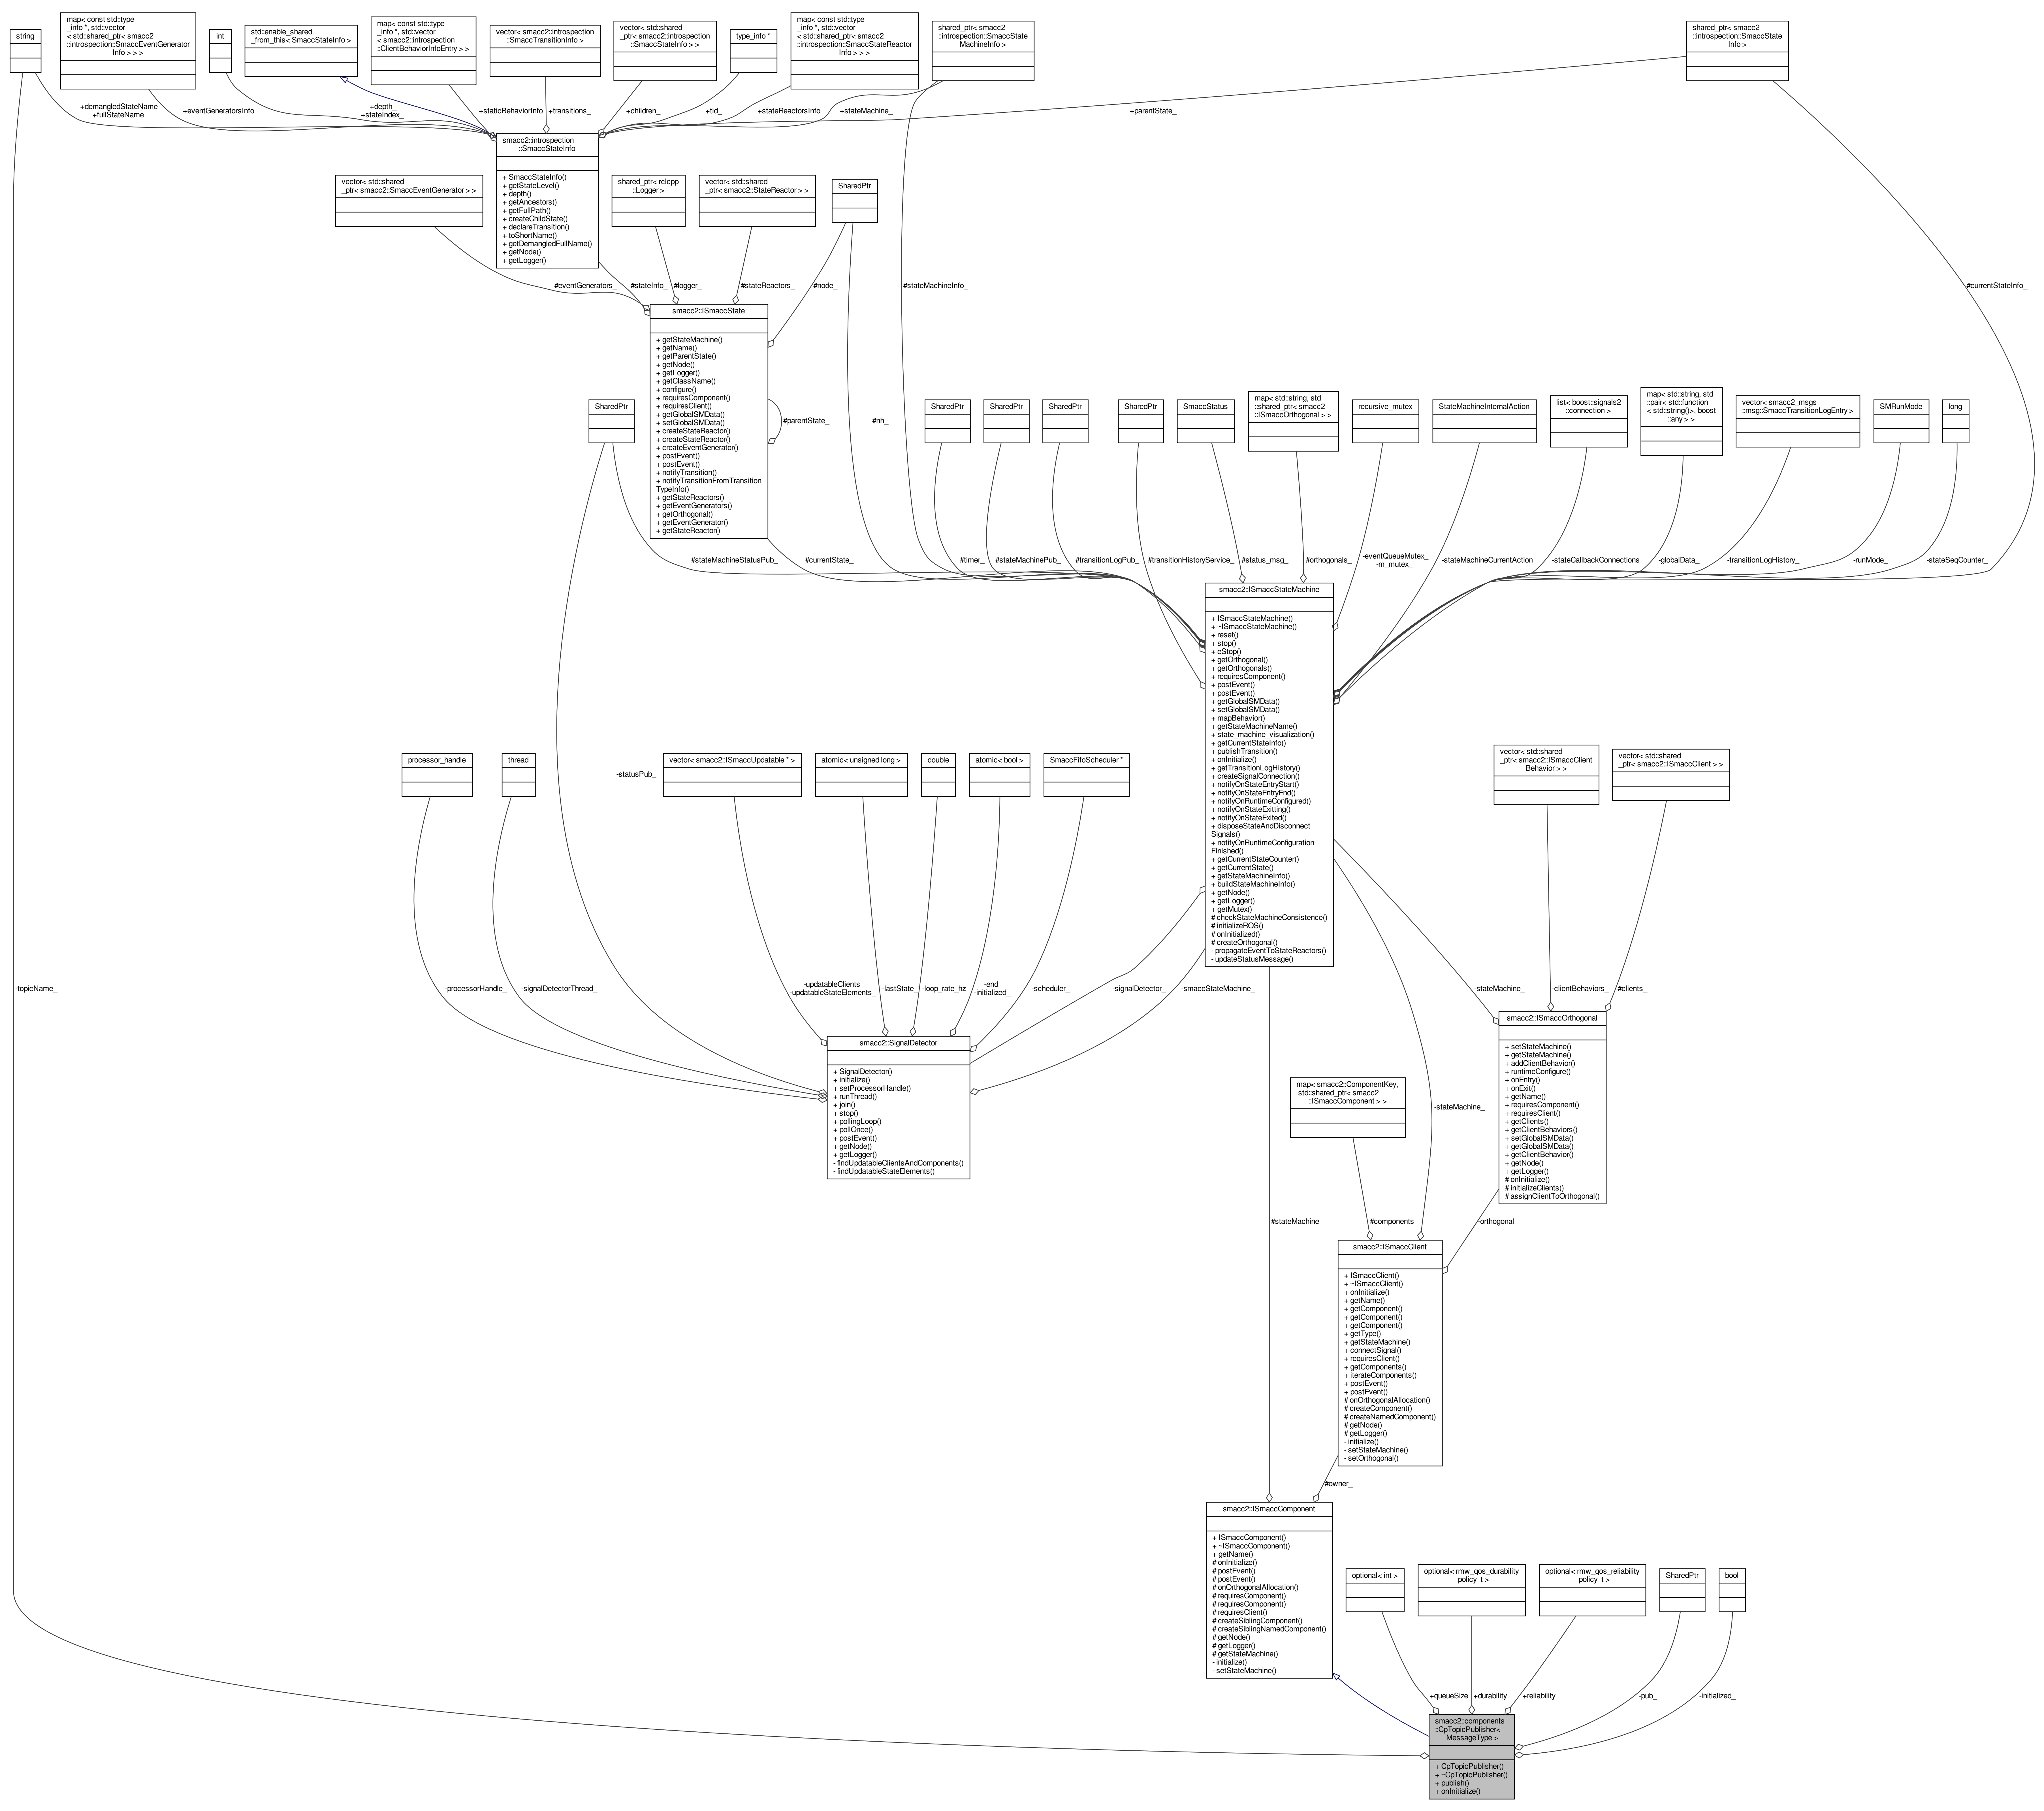 string
map< const std::type
_info *, std::vector
< std::shared_ptr< smacc2
::introspection::SmaccEventGenerator
Info > > >
int
std::enable_shared
_from_this< SmaccStateInfo >
map< const std::type
_info *, std::vector
< smacc2::introspection
::ClientBehaviorInfoEntry > >
vector< smacc2::introspection
::SmaccTransitionInfo >
vector< std::shared
_ptr< smacc2::introspection
::SmaccStateInfo > >
type_info *
map< const std::type
_info *, std::vector
< std::shared_ptr< smacc2
::introspection::SmaccStateReactor
Info > > >
shared_ptr< smacc2
::introspection::SmaccState
MachineInfo >
shared_ptr< smacc2
::introspection::SmaccState
Info >
+demangledStateName
+fullStateName
+eventGeneratorsInfo
+depth_
+stateIndex_
+staticBehaviorInfo
+transitions_
+children_
+tid_
+stateReactorsInfo
+stateMachine_
+parentState_
smacc2::introspection
::SmaccStateInfo
+ SmaccStateInfo()
+ getStateLevel()
+ depth()
+ getAncestors()
+ getFullPath()
+ createChildState()
+ declareTransition()
+ toShortName()
+ getDemangledFullName()
+ getNode()
+ getLogger()
vector< std::shared
_ptr< smacc2::SmaccEventGenerator > >
shared_ptr< rclcpp
::Logger >
vector< std::shared
_ptr< smacc2::StateReactor > >
SharedPtr
#eventGenerators_
#stateInfo_
#logger_
#stateReactors_
#node_
#stateMachineInfo_
#currentStateInfo_
smacc2::ISmaccState
+ getStateMachine()
+ getName()
+ getParentState()
+ getNode()
+ getLogger()
+ getClassName()
+ configure()
+ requiresComponent()
+ requiresClient()
+ getGlobalSMData()
+ setGlobalSMData()
+ createStateReactor()
+ createStateReactor()
+ createEventGenerator()
+ postEvent()
+ postEvent()
+ notifyTransition()
+ notifyTransitionFromTransition
TypeInfo()
+ getStateReactors()
+ getEventGenerators()
+ getOrthogonal()
+ getEventGenerator()
+ getStateReactor()
#parentState_
#nh_
SharedPtr
SharedPtr
SharedPtr
SharedPtr
SharedPtr
SmaccStatus
map< std::string, std
::shared_ptr< smacc2
::ISmaccOrthogonal > >
recursive_mutex
StateMachineInternalAction
list< boost::signals2
::connection >
map< std::string, std
::pair< std::function
< std::string()>, boost
::any > >
vector< smacc2_msgs
::msg::SmaccTransitionLogEntry >
SMRunMode
long
#stateMachineStatusPub_
#currentState_
#timer_
#stateMachinePub_
#transitionLogPub_
#transitionHistoryService_
#status_msg_
#orthogonals_
-eventQueueMutex_
-m_mutex_
-stateMachineCurrentAction
-stateCallbackConnections
-globalData_
-transitionLogHistory_
-runMode_
-stateSeqCounter_
smacc2::ISmaccStateMachine
+ ISmaccStateMachine()
+ ~ISmaccStateMachine()
+ reset()
+ stop()
+ eStop()
+ getOrthogonal()
+ getOrthogonals()
+ requiresComponent()
+ postEvent()
+ postEvent()
+ getGlobalSMData()
+ setGlobalSMData()
+ mapBehavior()
+ getStateMachineName()
+ state_machine_visualization()
+ getCurrentStateInfo()
+ publishTransition()
+ onInitialize()
+ getTransitionLogHistory()
+ createSignalConnection()
+ notifyOnStateEntryStart()
+ notifyOnStateEntryEnd()
+ notifyOnRuntimeConfigured()
+ notifyOnStateExitting()
+ notifyOnStateExited()
+ disposeStateAndDisconnect
Signals()
+ notifyOnRuntimeConfiguration
Finished()
+ getCurrentStateCounter()
+ getCurrentState()
+ getStateMachineInfo()
+ buildStateMachineInfo()
+ getNode()
+ getLogger()
+ getMutex()
# checkStateMachineConsistence()
# initializeROS()
# onInitialized()
# createOrthogonal()
- propagateEventToStateReactors()
- updateStatusMessage()
processor_handle
thread
-statusPub_
vector< smacc2::ISmaccUpdatable * >
atomic< unsigned long >
double
atomic< bool >
SmaccFifoScheduler *
vector< std::shared
_ptr< smacc2::ISmaccClient
Behavior > >
vector< std::shared
_ptr< smacc2::ISmaccClient > >
-topicName_
-processorHandle_
-signalDetectorThread_
-updatableClients_
-updatableStateElements_
-lastState_
-loop_rate_hz
-end_
-initialized_
-scheduler_
-signalDetector_
-smaccStateMachine_
-stateMachine_
-clientBehaviors_
#clients_
smacc2::SignalDetector
+ SignalDetector()
+ initialize()
+ setProcessorHandle()
+ runThread()
+ join()
+ stop()
+ pollingLoop()
+ pollOnce()
+ postEvent()
+ getNode()
+ getLogger()
- findUpdatableClientsAndComponents()
- findUpdatableStateElements()
smacc2::ISmaccOrthogonal
+ setStateMachine()
+ getStateMachine()
+ addClientBehavior()
+ runtimeConfigure()
+ onEntry()
+ onExit()
+ getName()
+ requiresComponent()
+ requiresClient()
+ getClients()
+ getClientBehaviors()
+ setGlobalSMData()
+ getGlobalSMData()
+ getClientBehavior()
+ getNode()
+ getLogger()
# onInitialize()
# initializeClients()
# assignClientToOrthogonal()
map< smacc2::ComponentKey,
std::shared_ptr< smacc2
::ISmaccComponent > >
-stateMachine_
#stateMachine_
#components_
-orthogonal_
smacc2::ISmaccClient
+ ISmaccClient()
+ ~ISmaccClient()
+ onInitialize()
+ getName()
+ getComponent()
+ getComponent()
+ getComponent()
+ getType()
+ getStateMachine()
+ connectSignal()
+ requiresClient()
+ getComponents()
+ iterateComponents()
+ postEvent()
+ postEvent()
# onOrthogonalAllocation()
# createComponent()
# createNamedComponent()
# getNode()
# getLogger()
- initialize()
- setStateMachine()
- setOrthogonal()
#owner_
smacc2::ISmaccComponent
+ ISmaccComponent()
+ ~ISmaccComponent()
+ getName()
# onInitialize()
# postEvent()
# postEvent()
# onOrthogonalAllocation()
# requiresComponent()
# requiresComponent()
# requiresClient()
# createSiblingComponent()
# createSiblingNamedComponent()
# getNode()
# getLogger()
# getStateMachine()
- initialize()
- setStateMachine()
optional< int >
optional< rmw_qos_durability
_policy_t >
optional< rmw_qos_reliability
_policy_t >
SharedPtr
bool
+queueSize
+durability
+reliability
-pub_
-initialized_
smacc2::components
::CpTopicPublisher<
MessageType >
+ CpTopicPublisher()
+ ~CpTopicPublisher()
+ publish()
+ onInitialize()